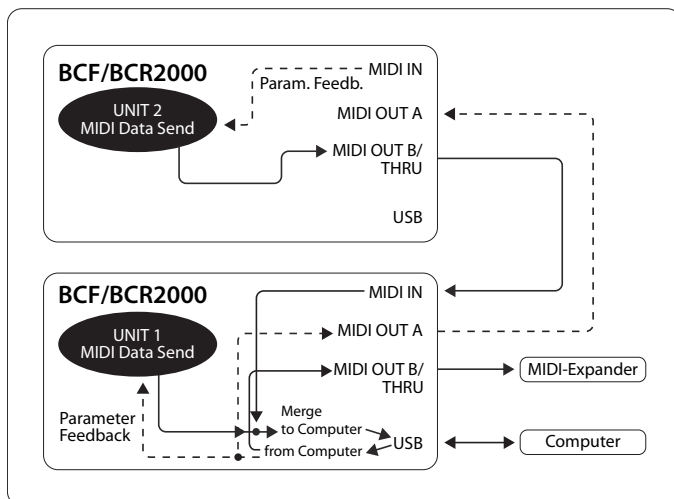 BCF/BCR2000
MIDI IN
Param. Feedb.
UNIT 2
MIDI Data Send
MIDI OUT A
MIDI OUT B/
THRU
USB
BCF/BCR2000
MIDI IN
UNIT 1
MIDI Data Send
MIDI OUT A
MIDI OUT B/
THRU
MIDI-Expander
Parameter
Feedback
Merge
to Computer
from Computer
USB
Computer